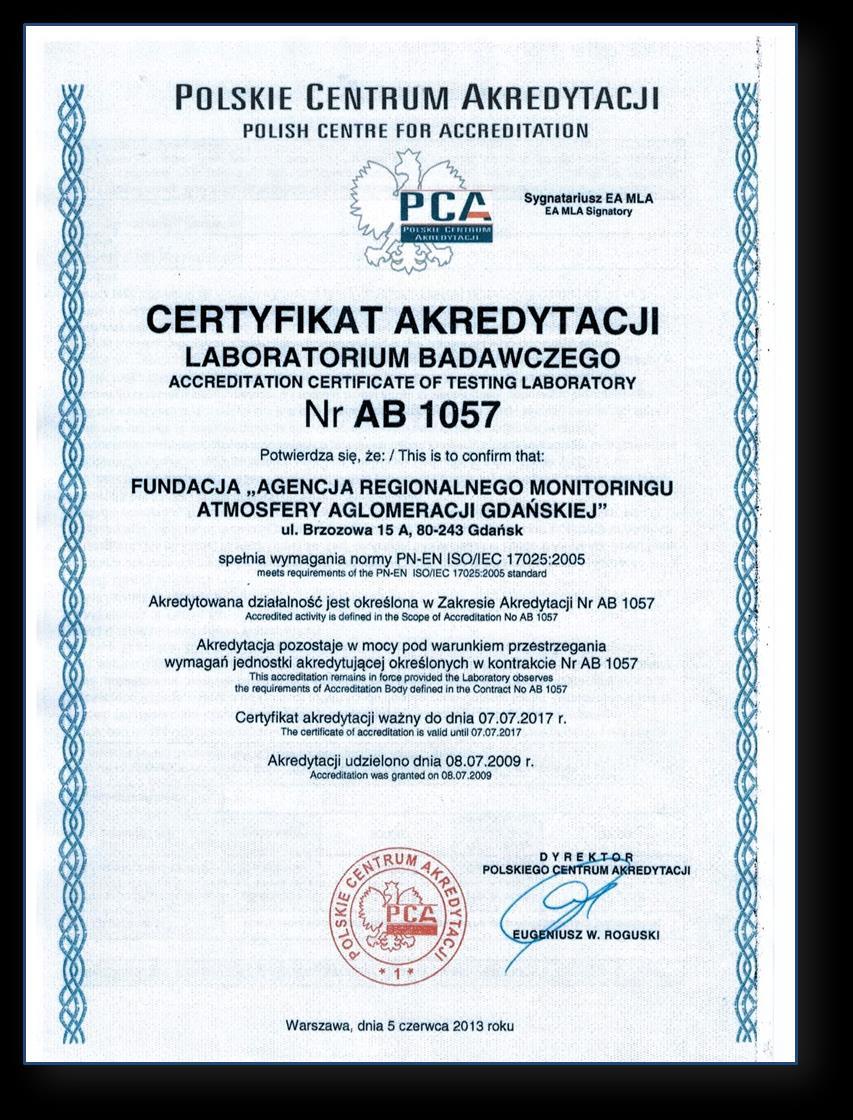 POLSKIE CENTRUM AKREDYTACJI
POLISH CENTRE FOR ACCREDITATION
PCA
POLSKIE CENTRUM
AKREDYTACJI
Sygnatariusz EA MLA
EA MLA Signatory
CERTYFIKAT AKREDYTACJI
LABORATORIUM BADAWCZEGO
ACCREDITATION CERTIFICATE OF TESTING LABORATORY
Nr AB 1057
Potwierdza się, że: / This is to confirm that:
FUNDACJA „AGENCJA REGIONALNEGO MONITORINGU
ATMOSFERY AGLOMERACJI GDAŃSKIEJ”
ul. Brzozowa 15 A, 80-243 Gdańsk
spełnia wymagania normy PN-EN ISO/IEC 17025:2005
meets requirements of the PN-EN ISO/IEC 17025:2005 standard
Akredytowana działalność jest określona w Zakresie Akredytacji Nr AB 1057
Accredited activity is defined in the Scope of Accreditation No AB 1057
Akredytacja pozostaje w mocy pod warunkiem przestrzegania
wymagań jednostki akredytującej określonych w kontrakcie Nr AB 1057
This accreditation remains in force provided the Laboratory observes
the requirements of Accreditation Body defined in the Contract No AB 1057
Certyfikat akredytacji ważny do dnia 07.07.2017 r.
The certificate of accreditation is valid until 07.07.2017
Akredytacji udzielono dnia 08.07.2009 r.
Accreditation was granted on 08.07.2009
POLSKIE CENTRUM AKREDYTACJI
PCA
* 1 *
DYREKTOR
POLSKIEGO CENTRUM AKREDYTACJI
EUGENIUSZ W. ROGUSKI
Warszawa, dnia 5 czerwca 2013 roku